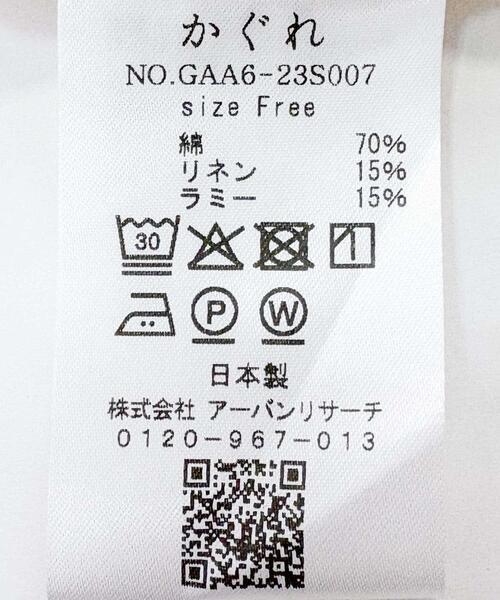 かぐれ
NO.GAA6-23S007
size Free
綿 70%
リネン 15%
ラミー 15%
30
P W
日本製
株式会社 アーバンリサーチ
0120-967-013